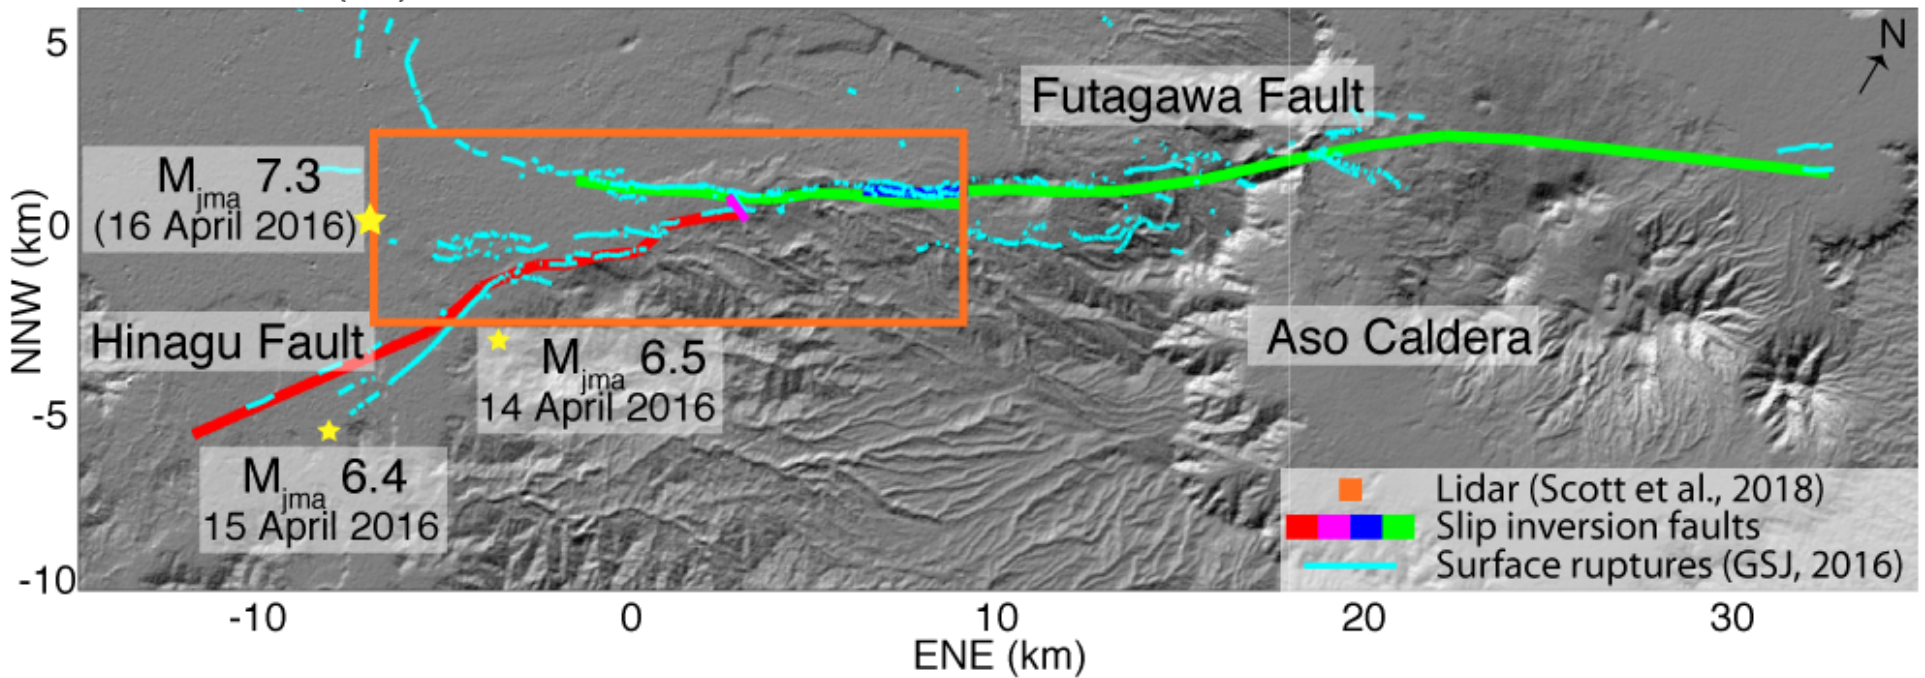 5
N
Futagawa Fault
Mjma 7.3
(16 April 2016)
0
NNW (km)
Hinagu Fault
Mjma 6.5
14 April 2016
Aso Caldera
-5
Mjma 6.4
15 April 2016
Lidar (Scott et al., 2018)
Slip inversion faults
Surface ruptures (GSJ, 2016)
-10
-10 0 10 20 30
ENE (km)